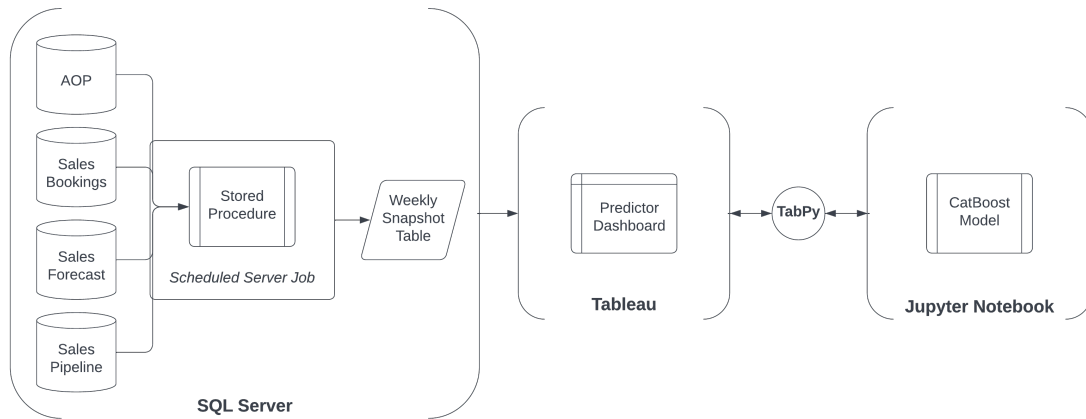 AOP
Sales
Bookings
Sales
Forecast
Sales
Pipeline
Stored
Procedure
Scheduled Server Job
Weekly
Snapshot
Table
SQL Server
Predictor
Dashboard
Tableau
TabPy
CatBoost
Model
Jupyter Notebook